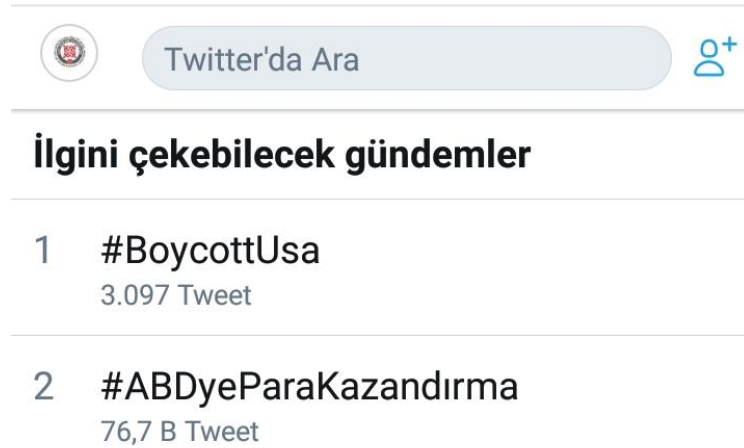 Twitter'da Ara
İlgini çekebilecek gündemler
1 #BoycottUsa
3.097 Tweet
2 #ABDyeParaKazandırma
76,7 B Tweet